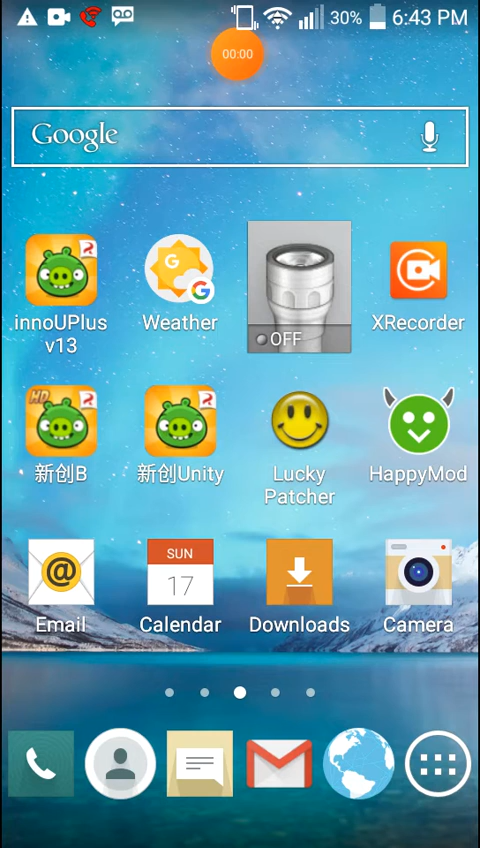 30% 6:43 PM
00:00
Google
innoUPlus
v13
Weather
OFF
XRecorder
HD
新创B
新创Unity
Lucky
Patcher
HappyMod
@
Email
SUN
17
Calendar
Downloads
Camera